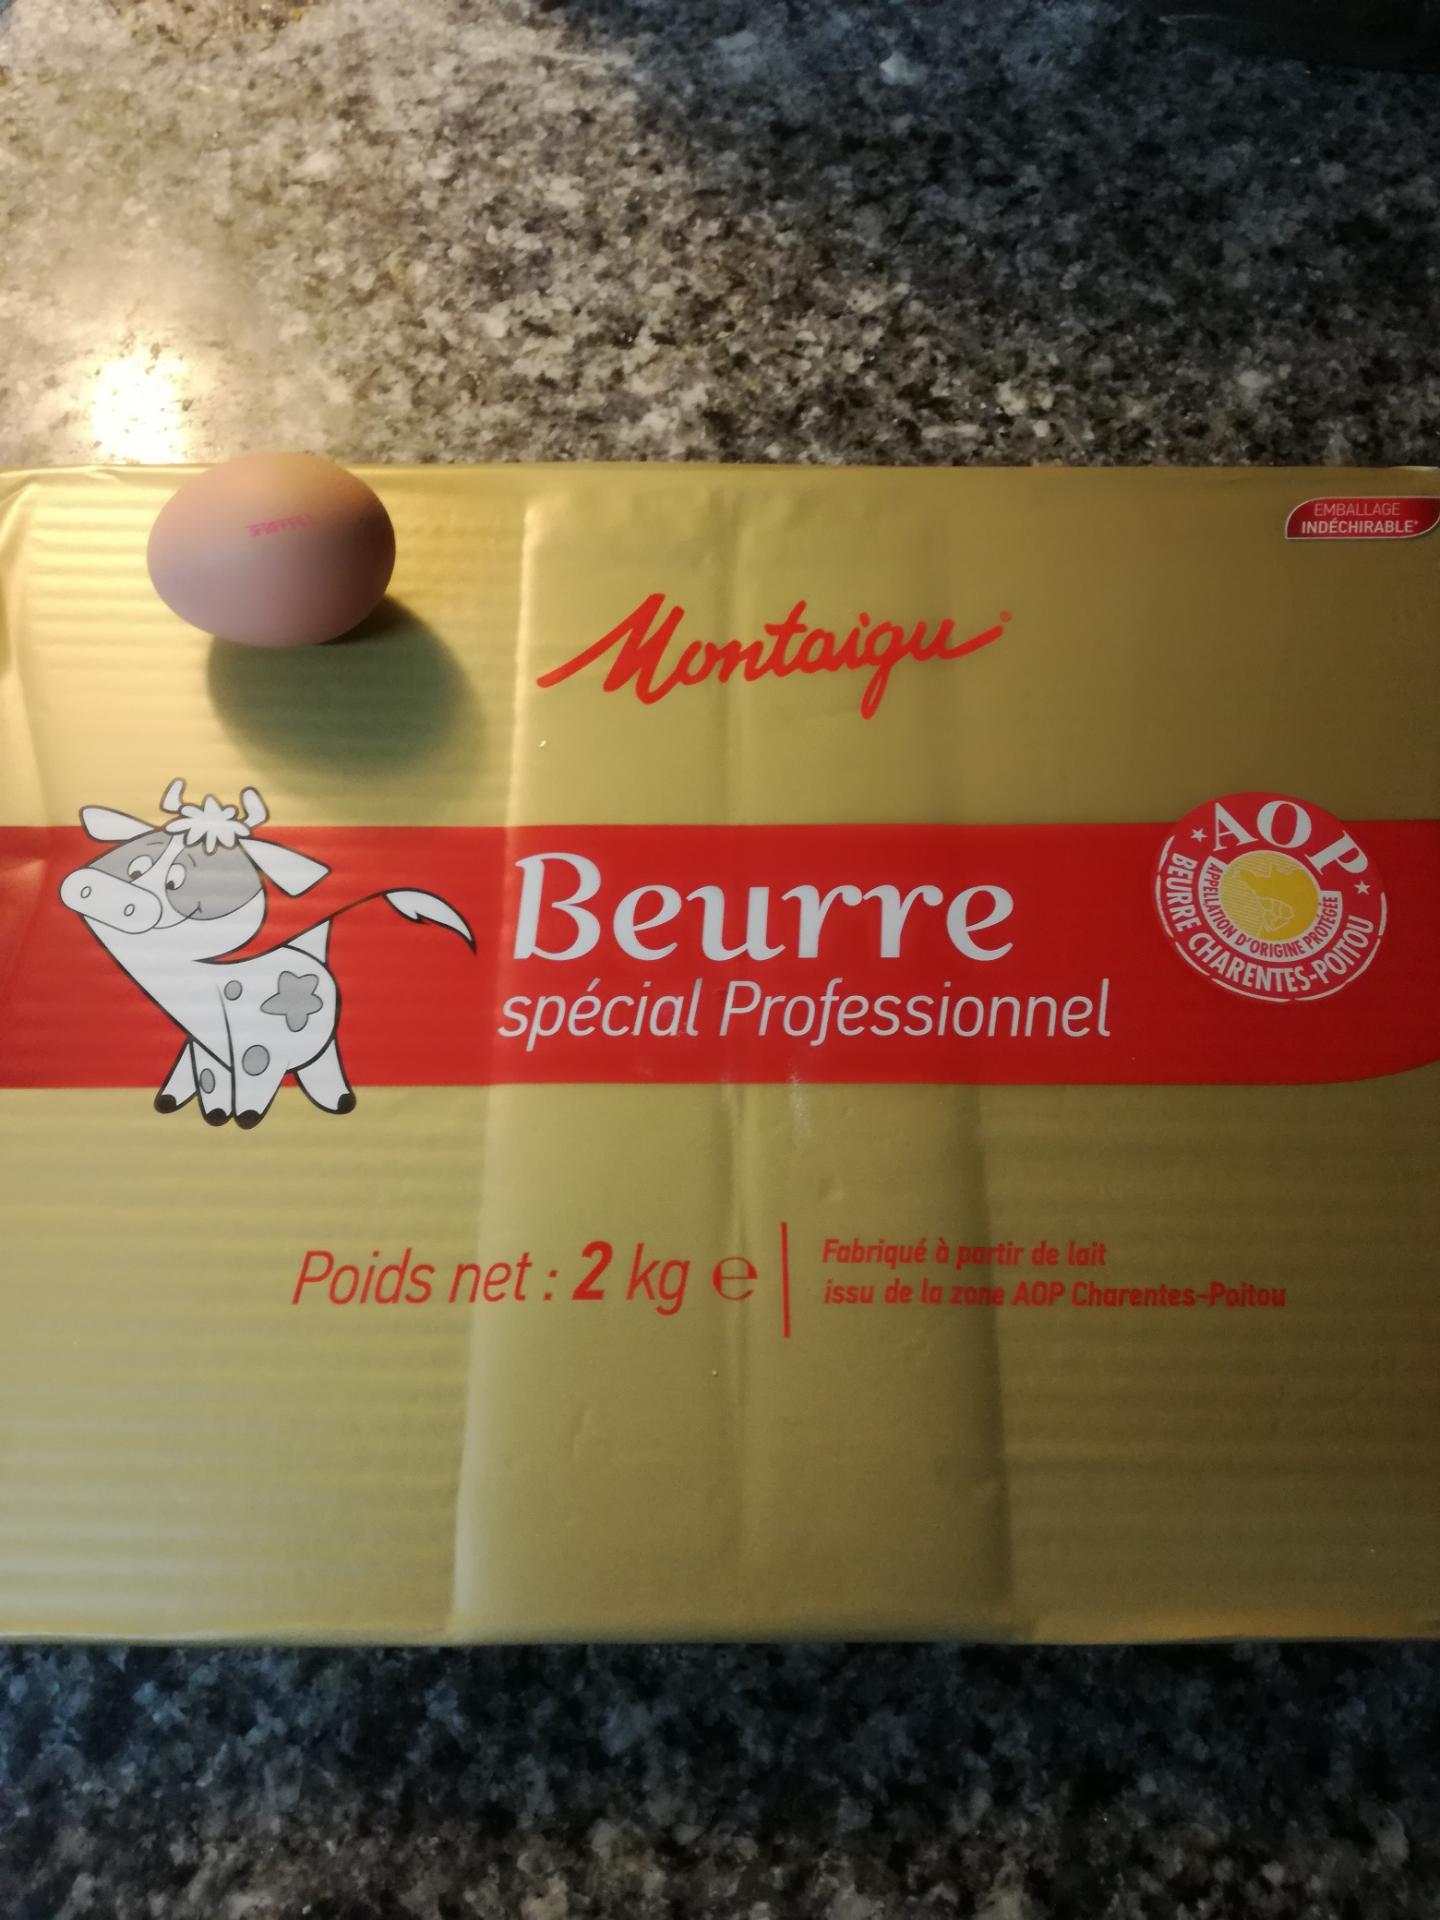 EMBALLAGE
INDÉCHIRABLE*
Montaigu
AOP
BEURRE CHARENTES-POITOU
APPELLATION D'ORIGINE PROTÉGÉE
Beurre
spécial Professionnel
Poids net : 2 kg e
Fabriqué à partir de lait
issu de la zone AOP Charentes-Poitou